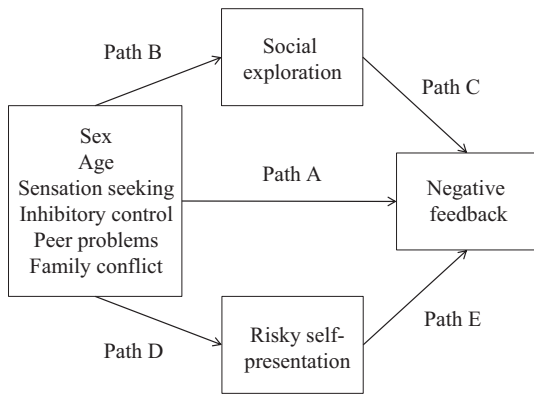 Path B
Social
exploration
Path C
Sex
Age
Sensation seeking
Inhibitory control
Peer problems
Family conflict
Path A
Negative
feedback
Path D
Risky self-
presentation
Path E